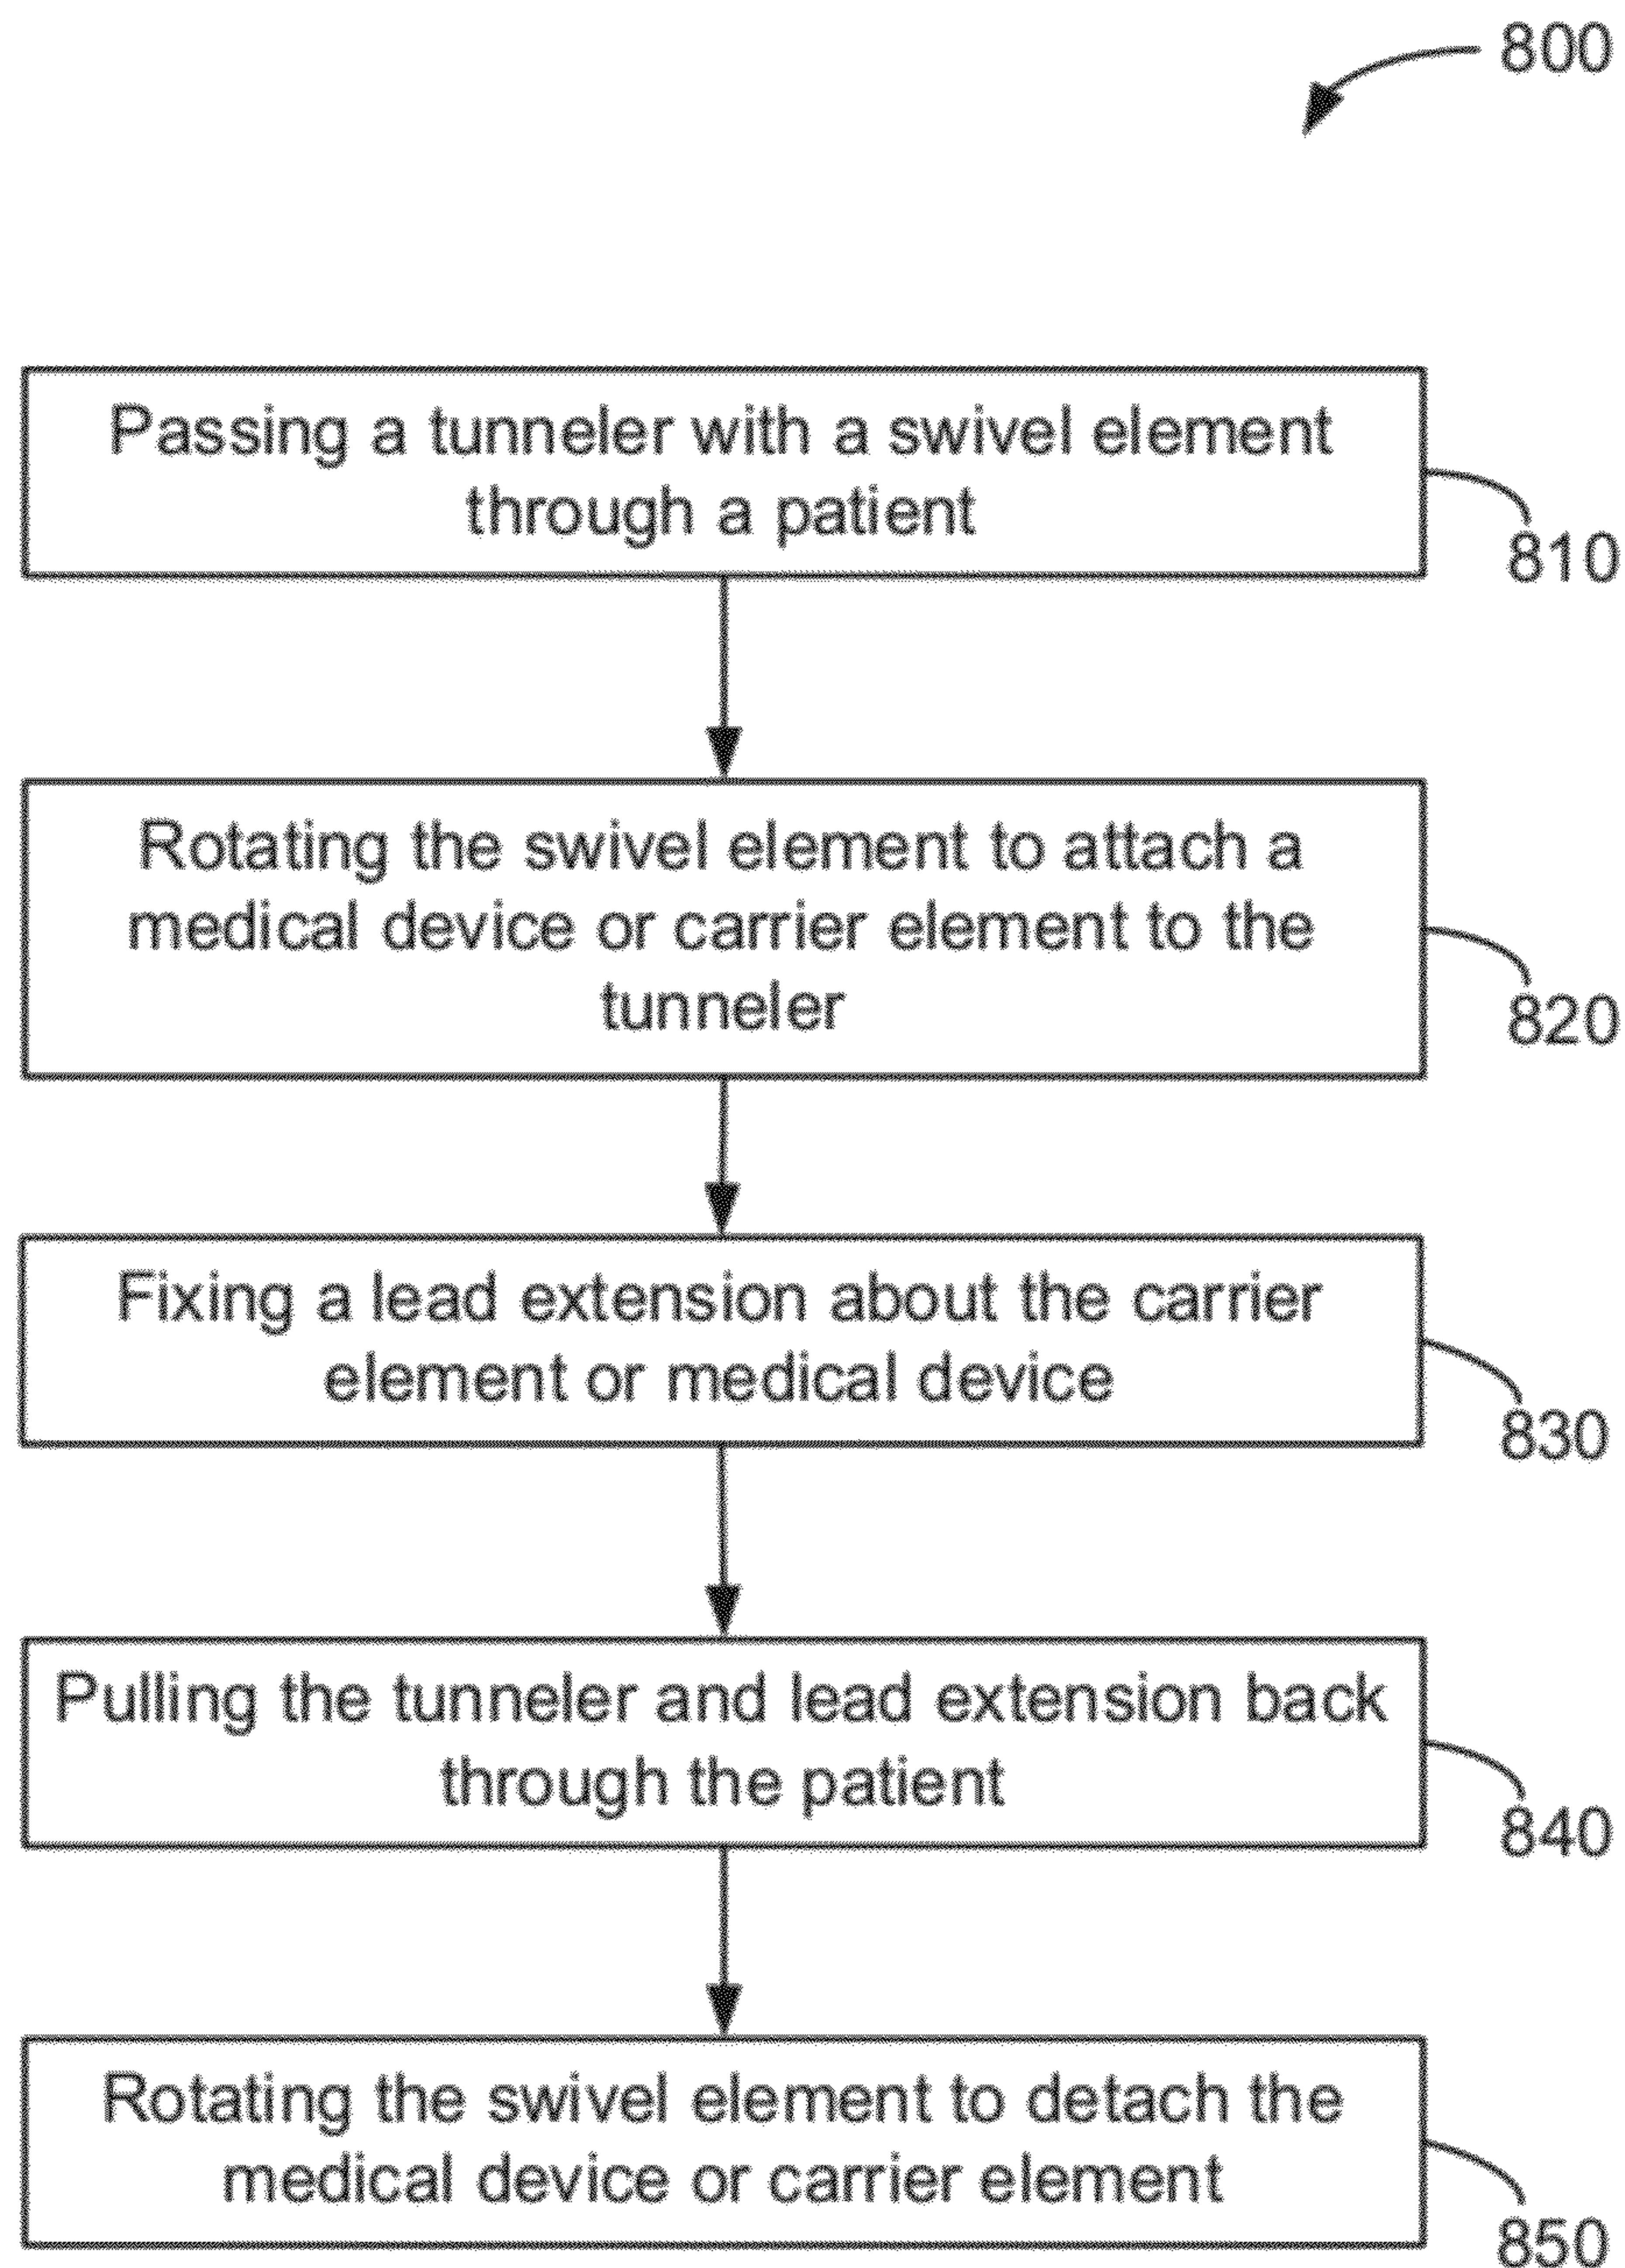 800
Passing a tunneler with a swivel element
through a patient
810
Rotating the swivel element to attach a
medical device or carrier element to the
tunneler
820
Fixing a lead extension about the carrier
element or medical device
830
Pulling the tunneler and lead extension back
through the patient
840
Rotating the swivel element to detach the
medical device or carrier element
850